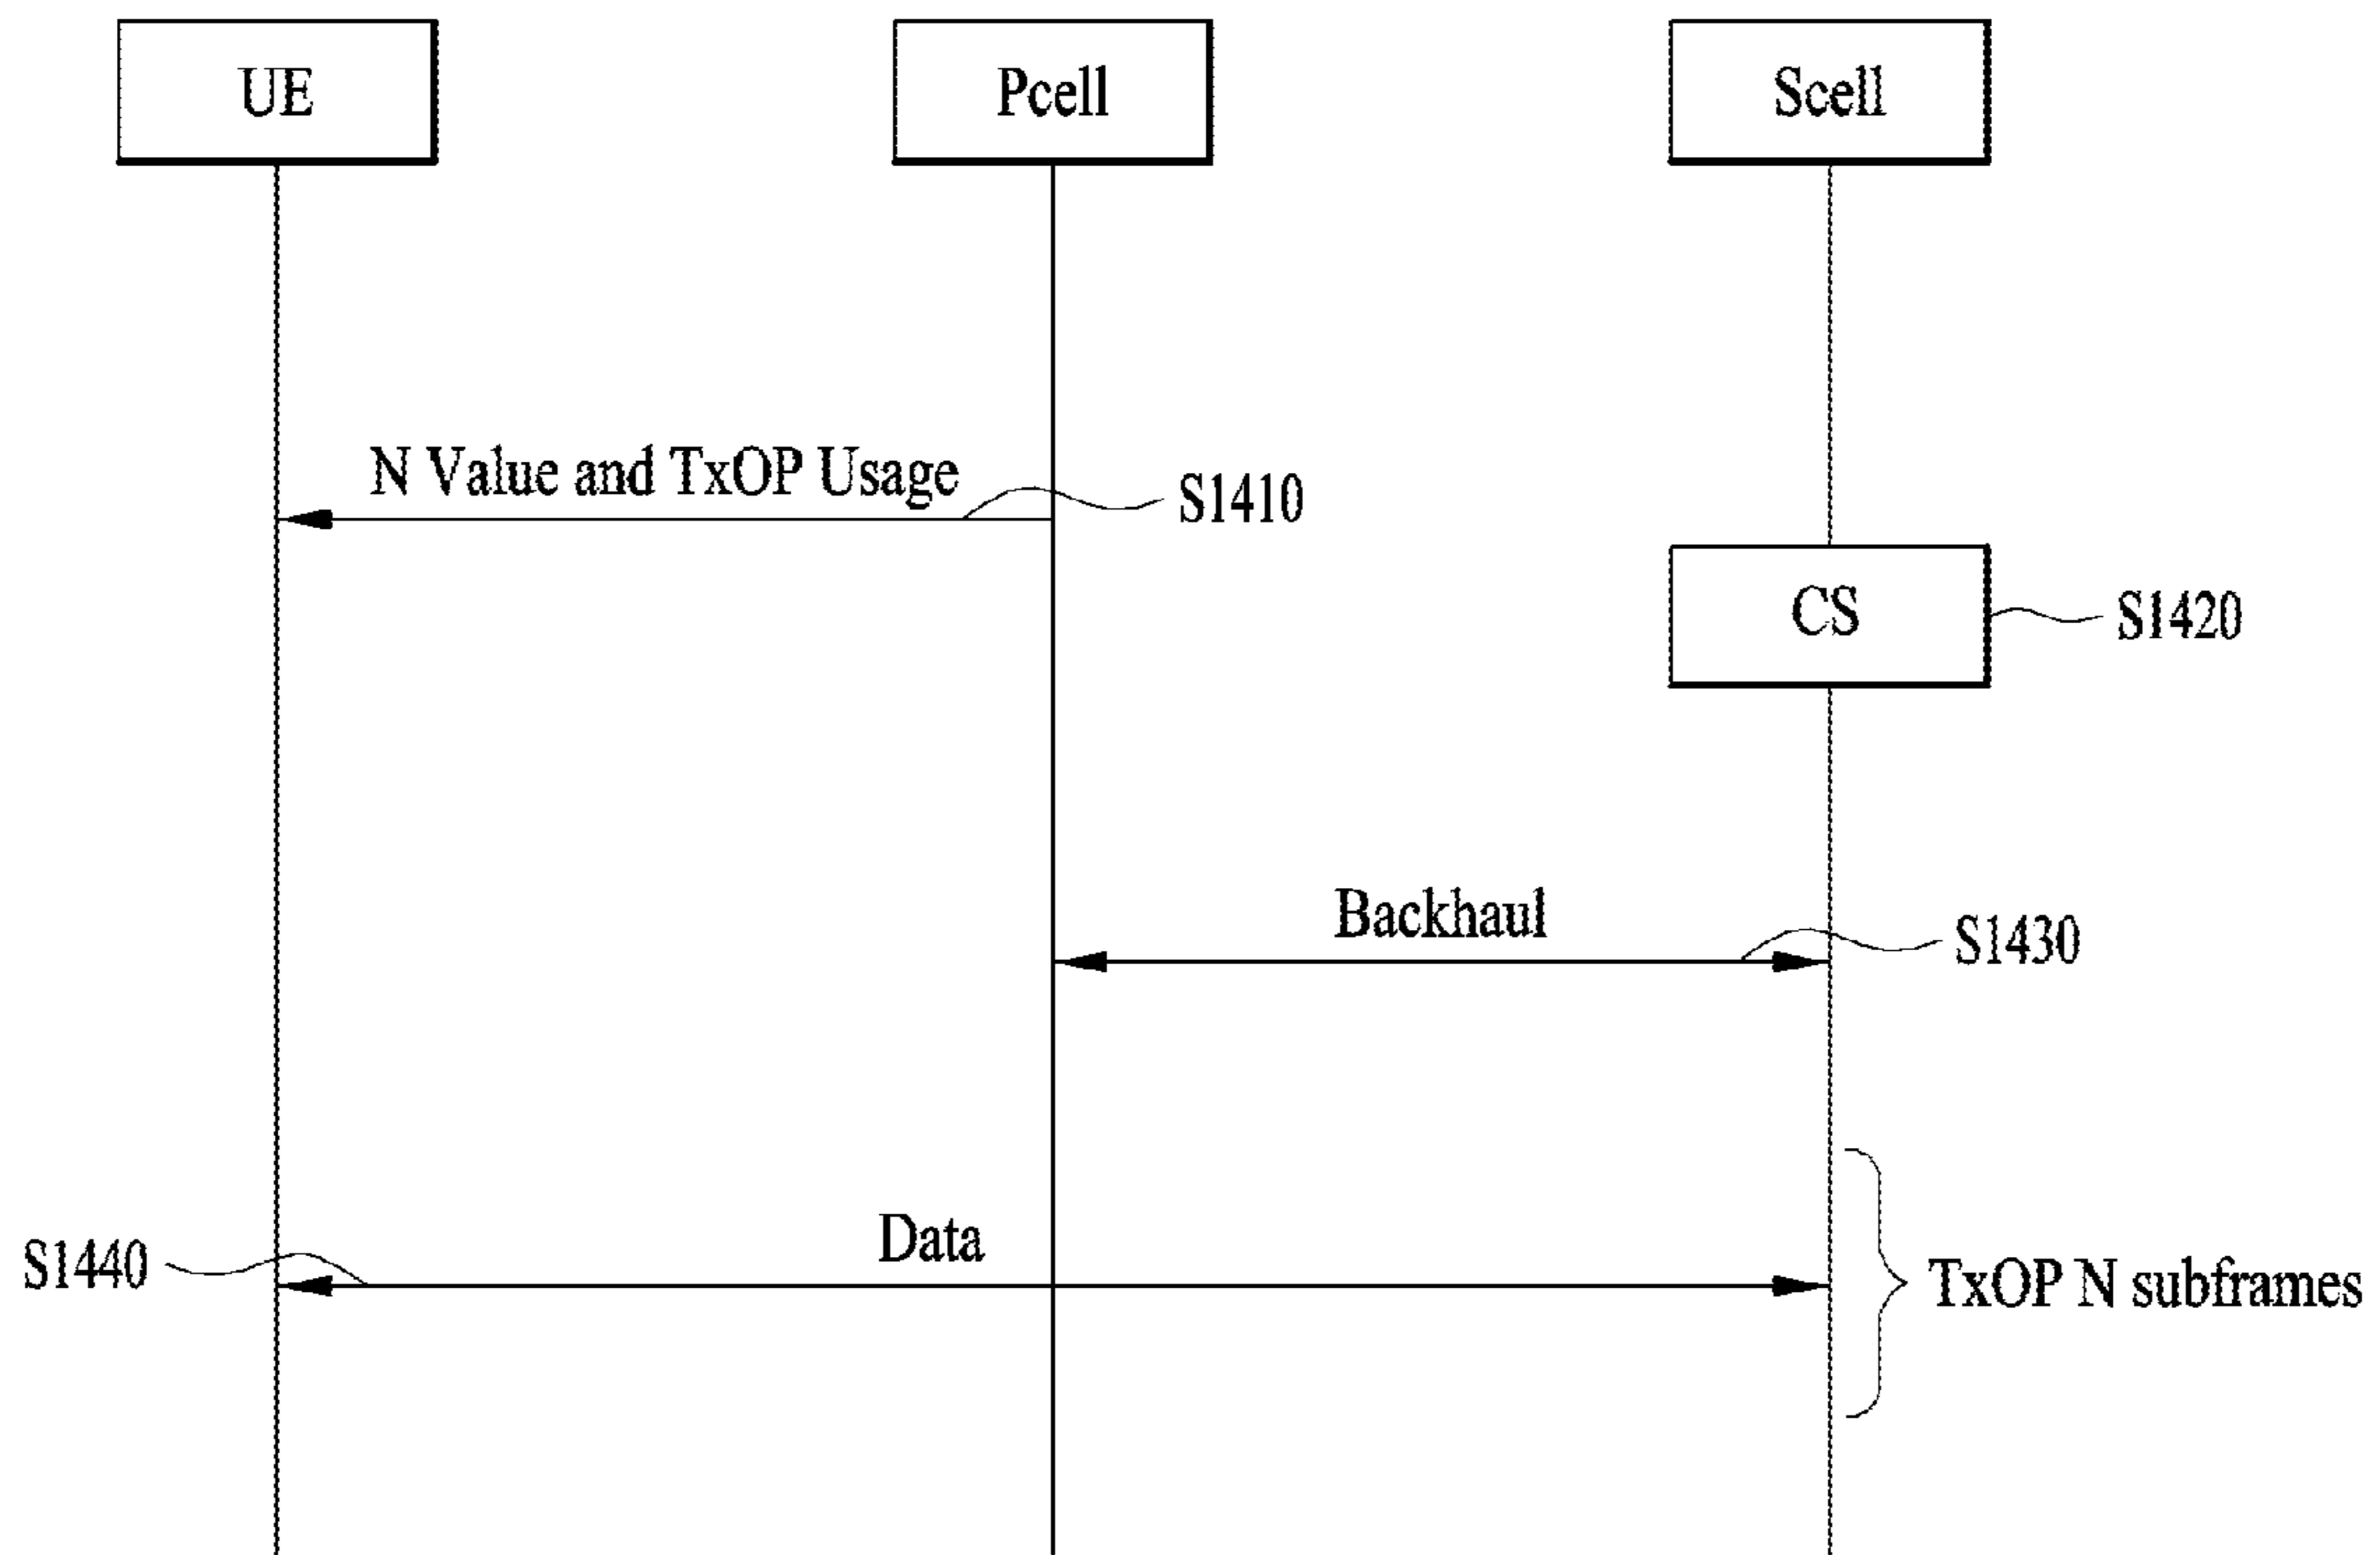 UE
Pcell
Scell
N Value and TxOP Usage
S1410
CS
S1420
Backhaul
S1430
Data
S1440
TxOP N subframes